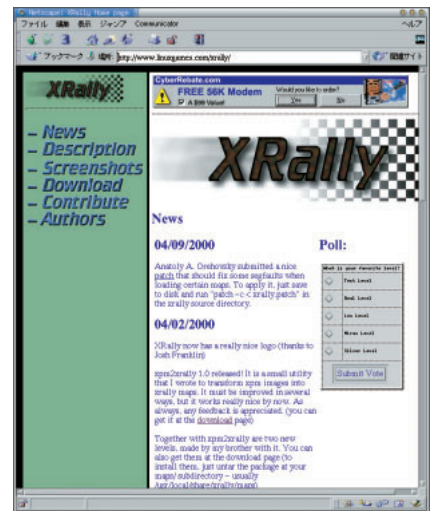 Netscape: XRally Home page
ファイル 編集 表示 ジャンプ Communicator ヘルプ
ブックマーク 場所: http://www.linuxgames.com/xrally/ 関連サイト
XRally
CyberRebate.com
FREE 56K Modem
A $99 Value!
Would you like to order?
Yes No
– News
– Description
– Screenshots
– Download
– Contribute
– Authors
XRally
News
04/09/2000
Anatoly A. Orehovsky submitted a nice
patch that should fix some segfaults when
loading certain maps. To apply it, just save
to disk and run "patch -c < xrally.patch" in
the xrally source directory.
04/02/2000
XRally now has a really nice logo (thanks to
Josh Franklin)
xpm2xrally 1.0 released! It is a small utility
that I wrote to transform xpm images into
xrally maps. It must be improved in several
ways, but it works really nice by now. As
always, any feedback is appreciated. (you can
get it at the download page)
Together with xpm2xrally are two new
levels, made by my brother with it. You can
also get them at the download page (to
install them, just untar the package at your
maps/ subdirectory – usually
/usr/local/share/xrally/maps)
Poll:
What is your favorite level?
Test Level
Level
Level
Level
Level
Submit Vote